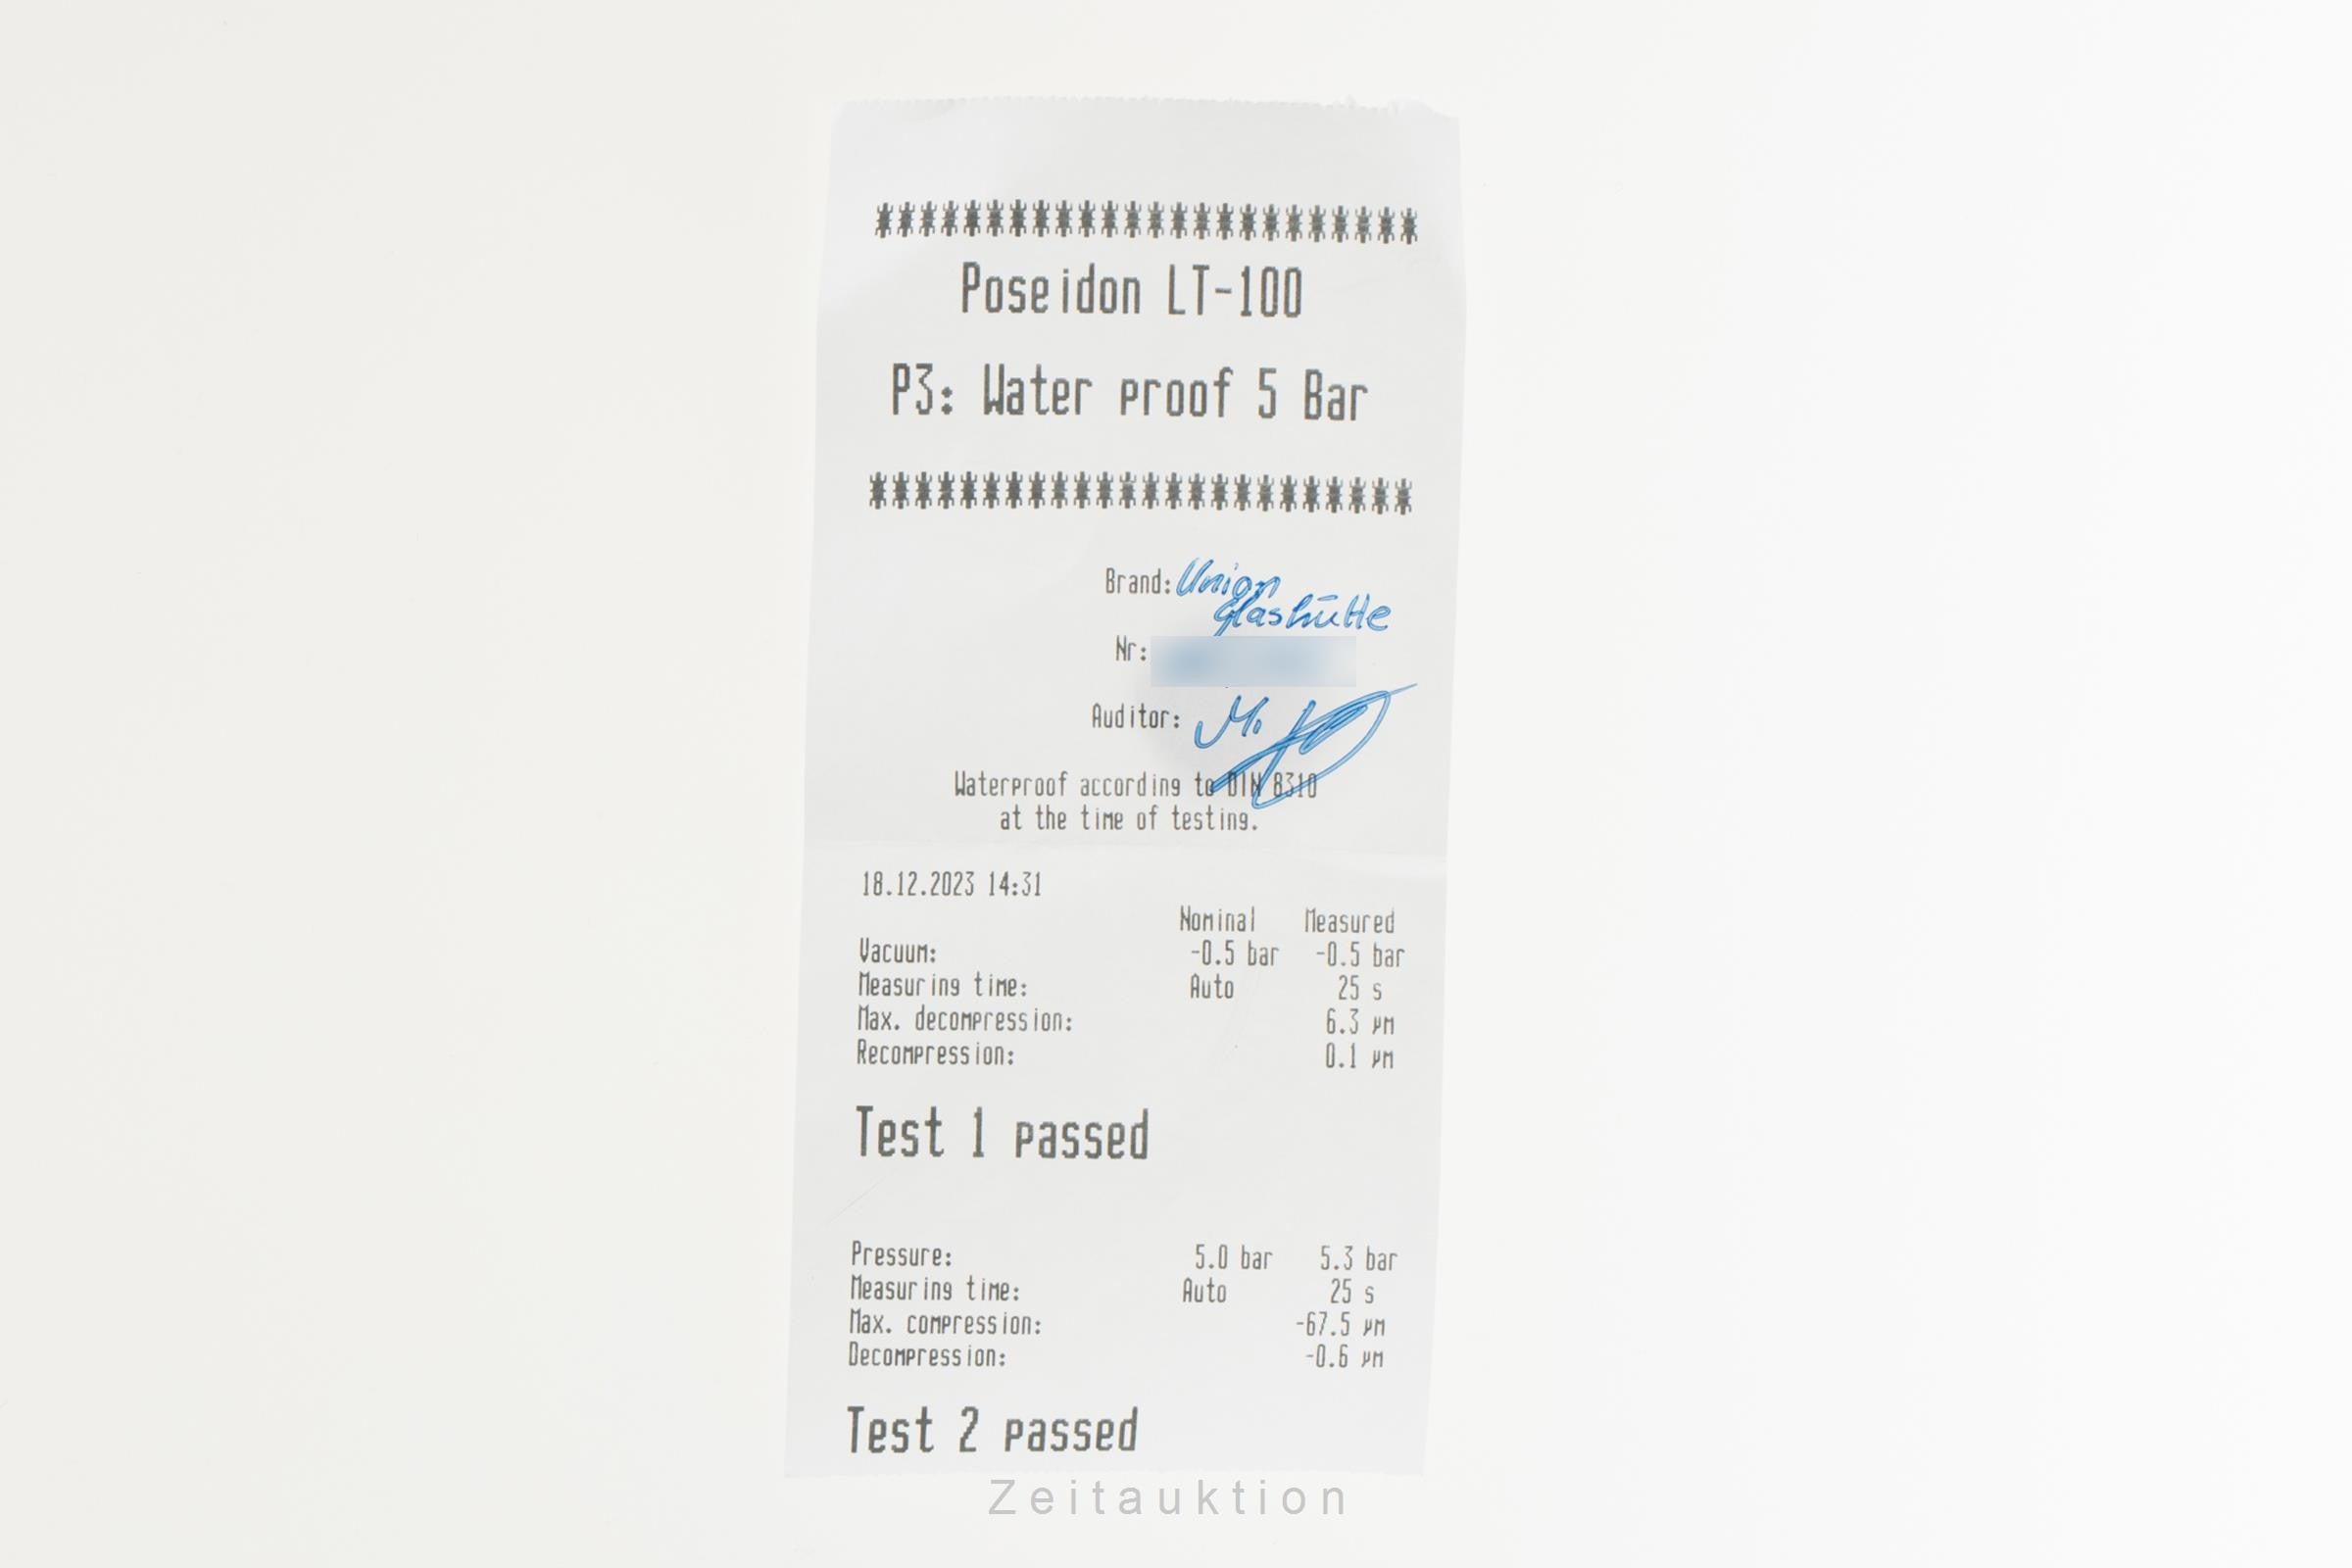 ************************
Poseidon LT-100
P3: Water proof 5 Bar
************************
Brand: Union
Glashütte
Nr:
Auditor: M.
Waterproof according to DIN 8310
at the time of testing.
18.12.2023 14:31
Nominal Measured
Vacuum: -0.5 bar -0.5 bar
Measuring time: Auto 25 s
Max. decompression: 6.3 µm
Recompression: 0.1 µm
Test 1 passed
Pressure: 5.0 bar 5.3 bar
Measuring time: Auto 25 s
Max. compression: -67.5 µm
Decompression: -0.6 µm
Test 2 passed
Zeitauktion